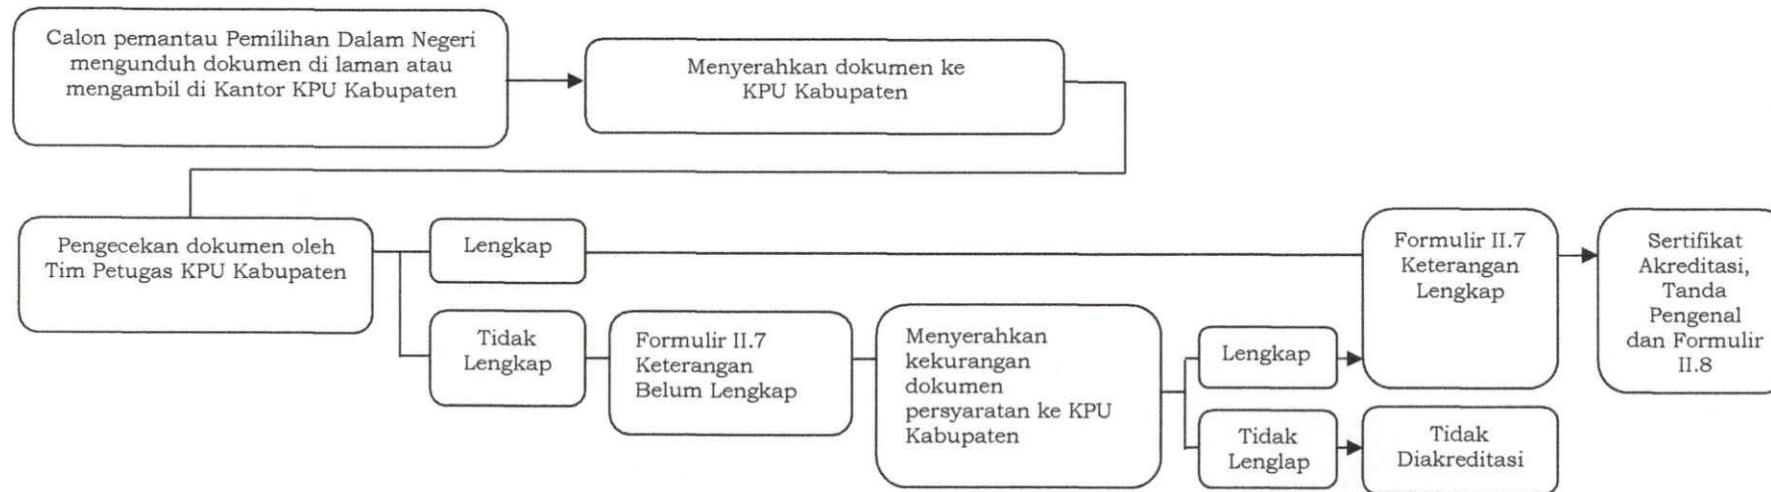 Calon pemantau Pemilihan Dalam Negeri
mengunduh dokumen di laman atau
mengambil di Kantor KPU Kabupaten
Menyerahkan dokumen ke
KPU Kabupaten
Pengecekan dokumen oleh
Tim Petugas KPU Kabupaten
Lengkap
Tidak
Lengkap
Formulir II.7
Keterangan
Belum Lengkap
Menyerahkan
kekurangan
dokumen
persyaratan ke KPU
Kabupaten
Lengkap
Tidak
Lenglap
Formulir II.7
Keterangan
Lengkap
Tidak
Diakreditasi
Sertifikat
Akreditasi,
Tanda
Pengenal
dan Formulir
II.8